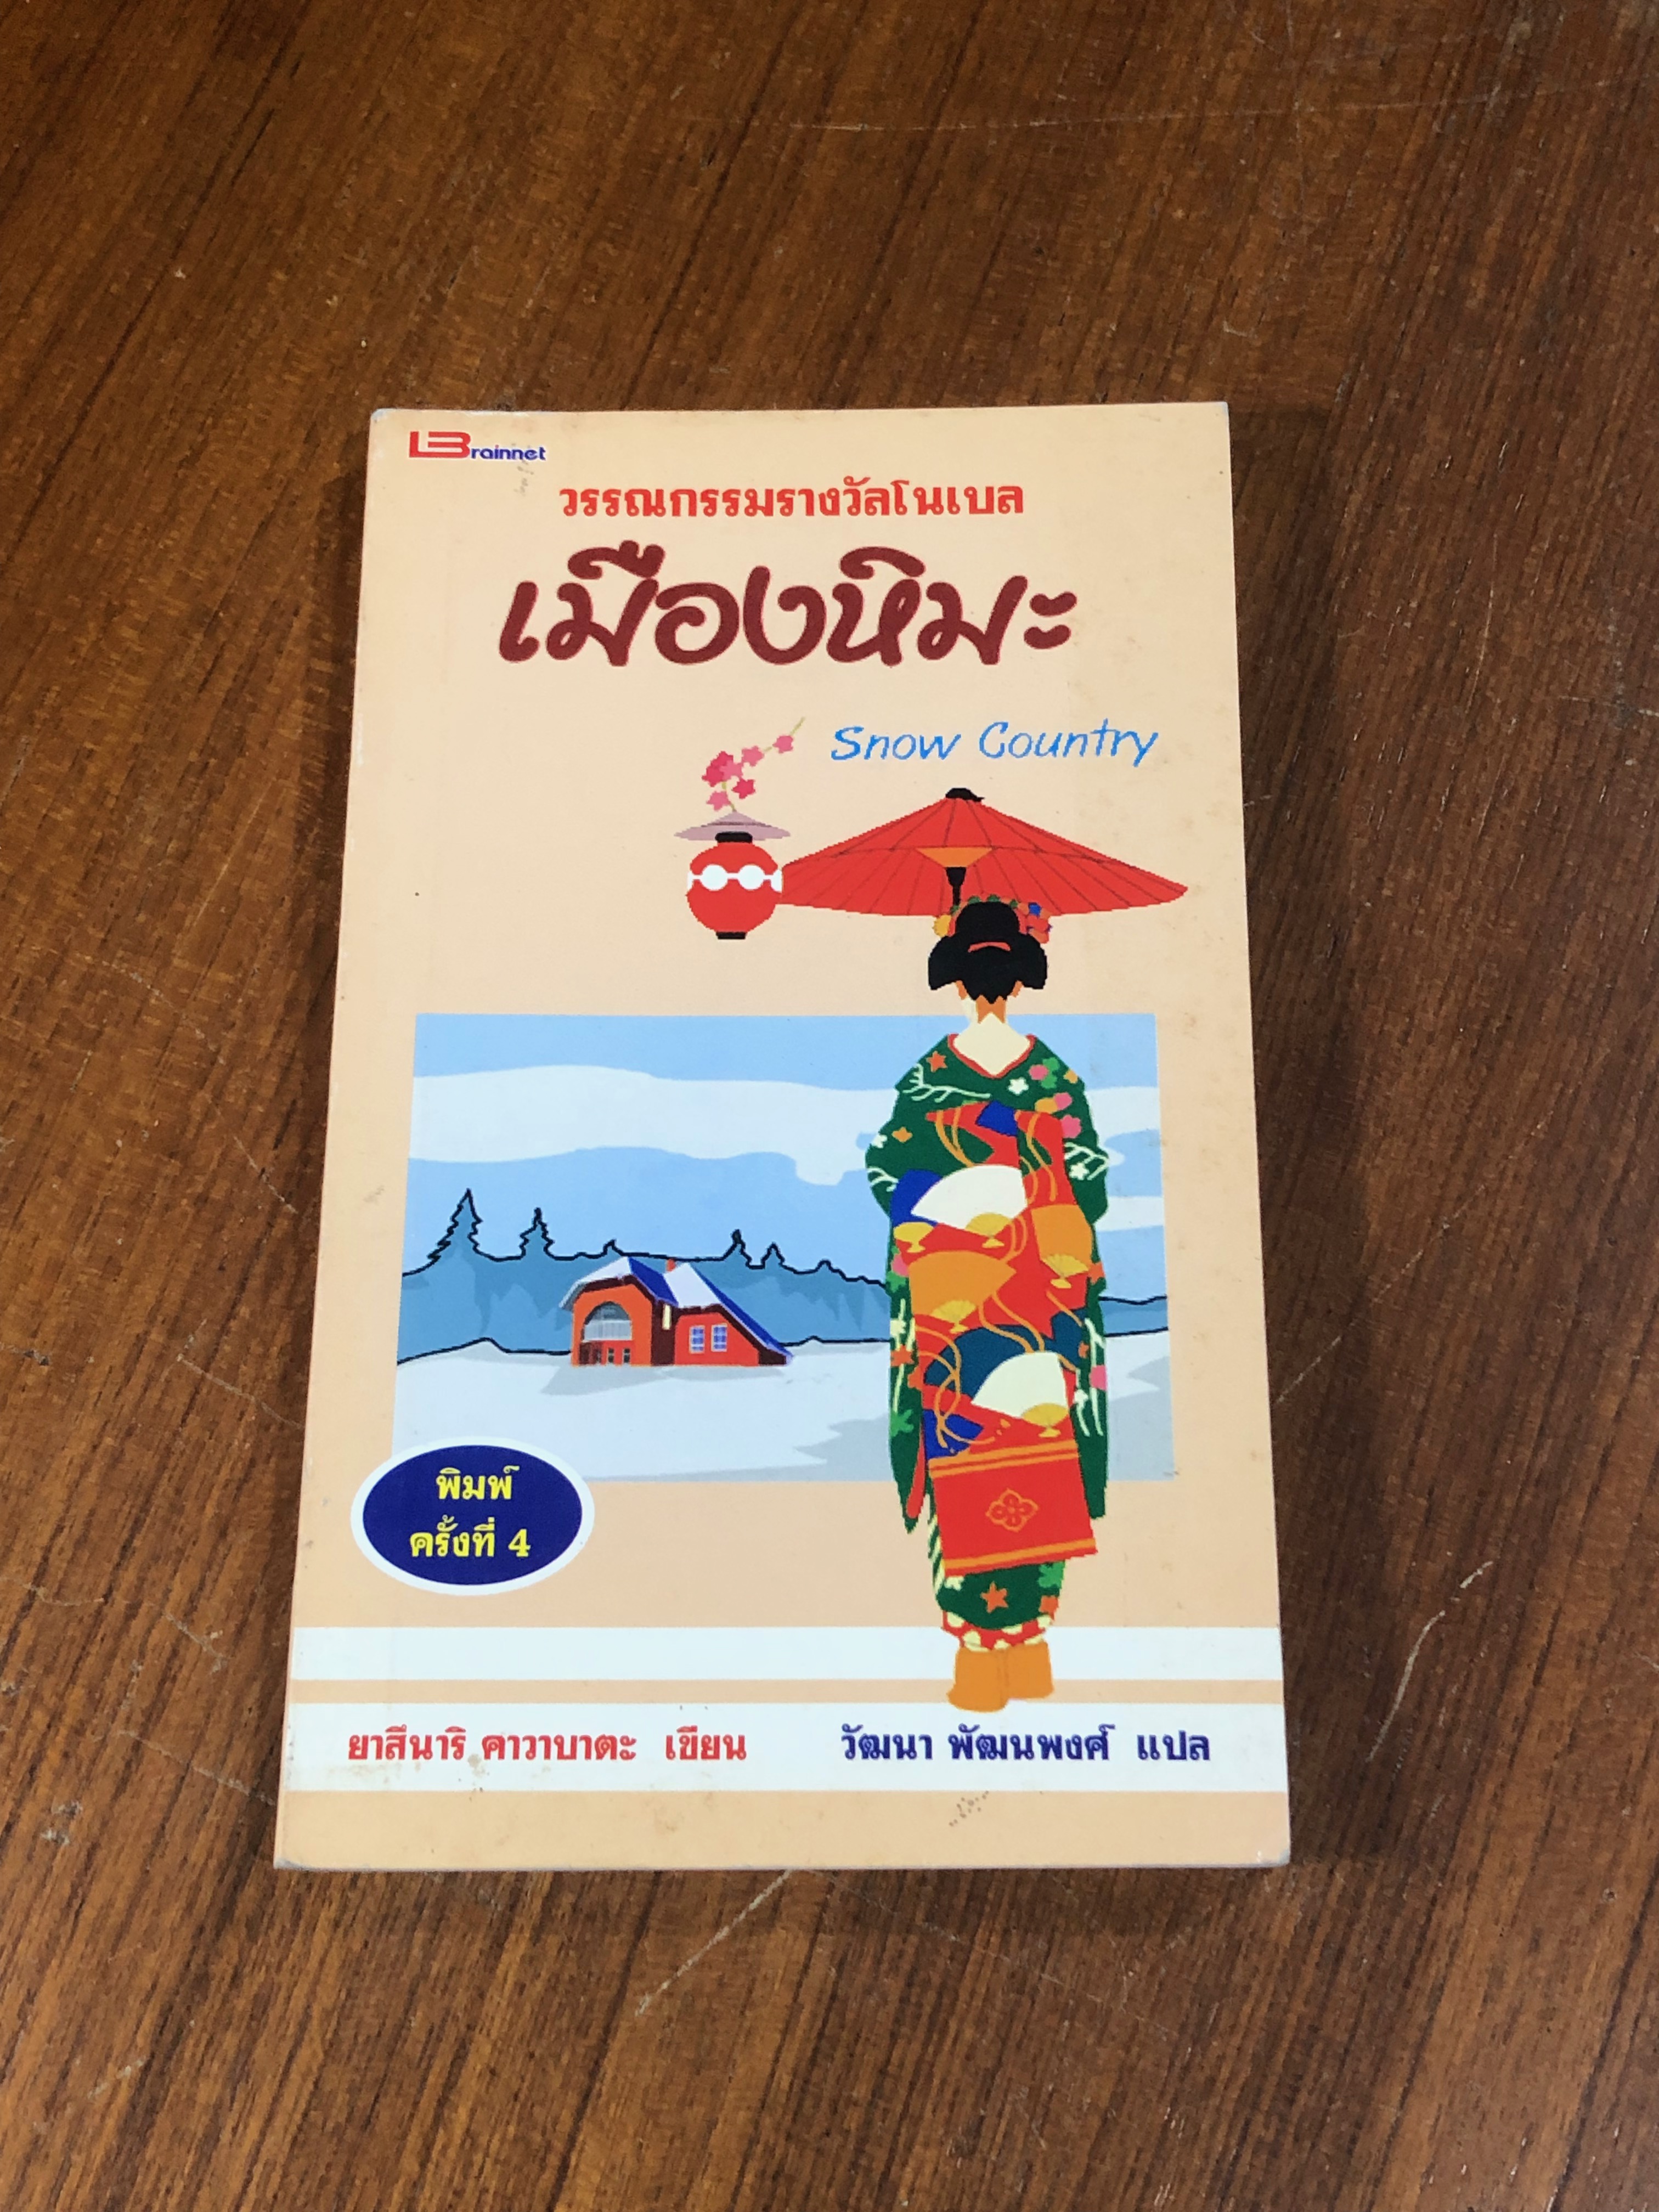 LBrainnet
วรรณกรรมรางวัลโนเบล
เมืองหิมะ
Snow Country
พิมพ์
ครั้งที่ 4
ยาสึนาริ คาวาบาตะ เขียน
วัฒนา พัฒนพงศ์ แปล